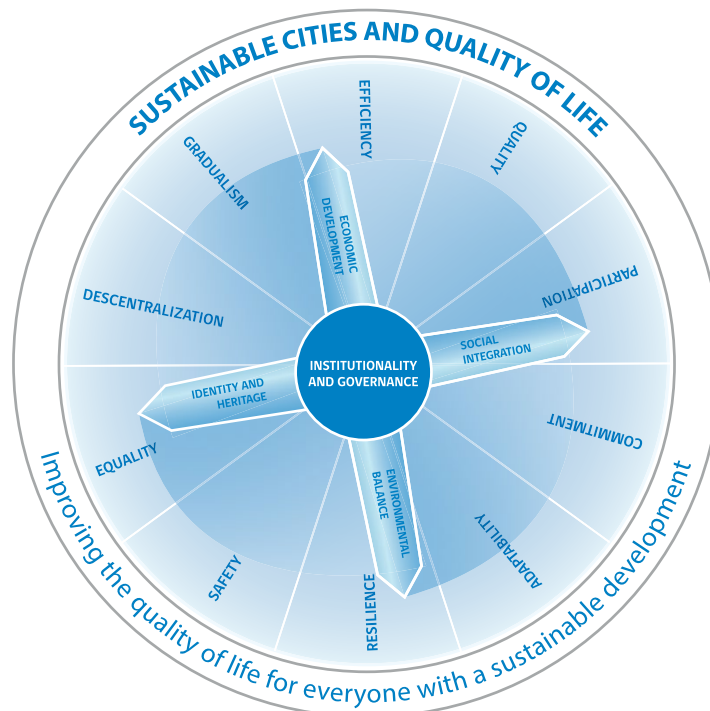 SUSTAINABLE CITIES AND QUALITY OF LIFE
EFFICIENCY
QUALITY
PARTICIPATION
COMMITMENT
ADAPTABILITY
RESILIENCE
SAFETY
EQUALITY
DESCENTRALIZATION
GRADUALISM
ECONOMIC
DEVELOPMENT
SOCIAL
INTEGRATION
ENVIRONMENTAL
BALANCE
IDENTITY AND
HERITAGE
INSTITUTIONALITY
AND GOVERNANCE
Improving the quality of life for everyone with a sustainable development